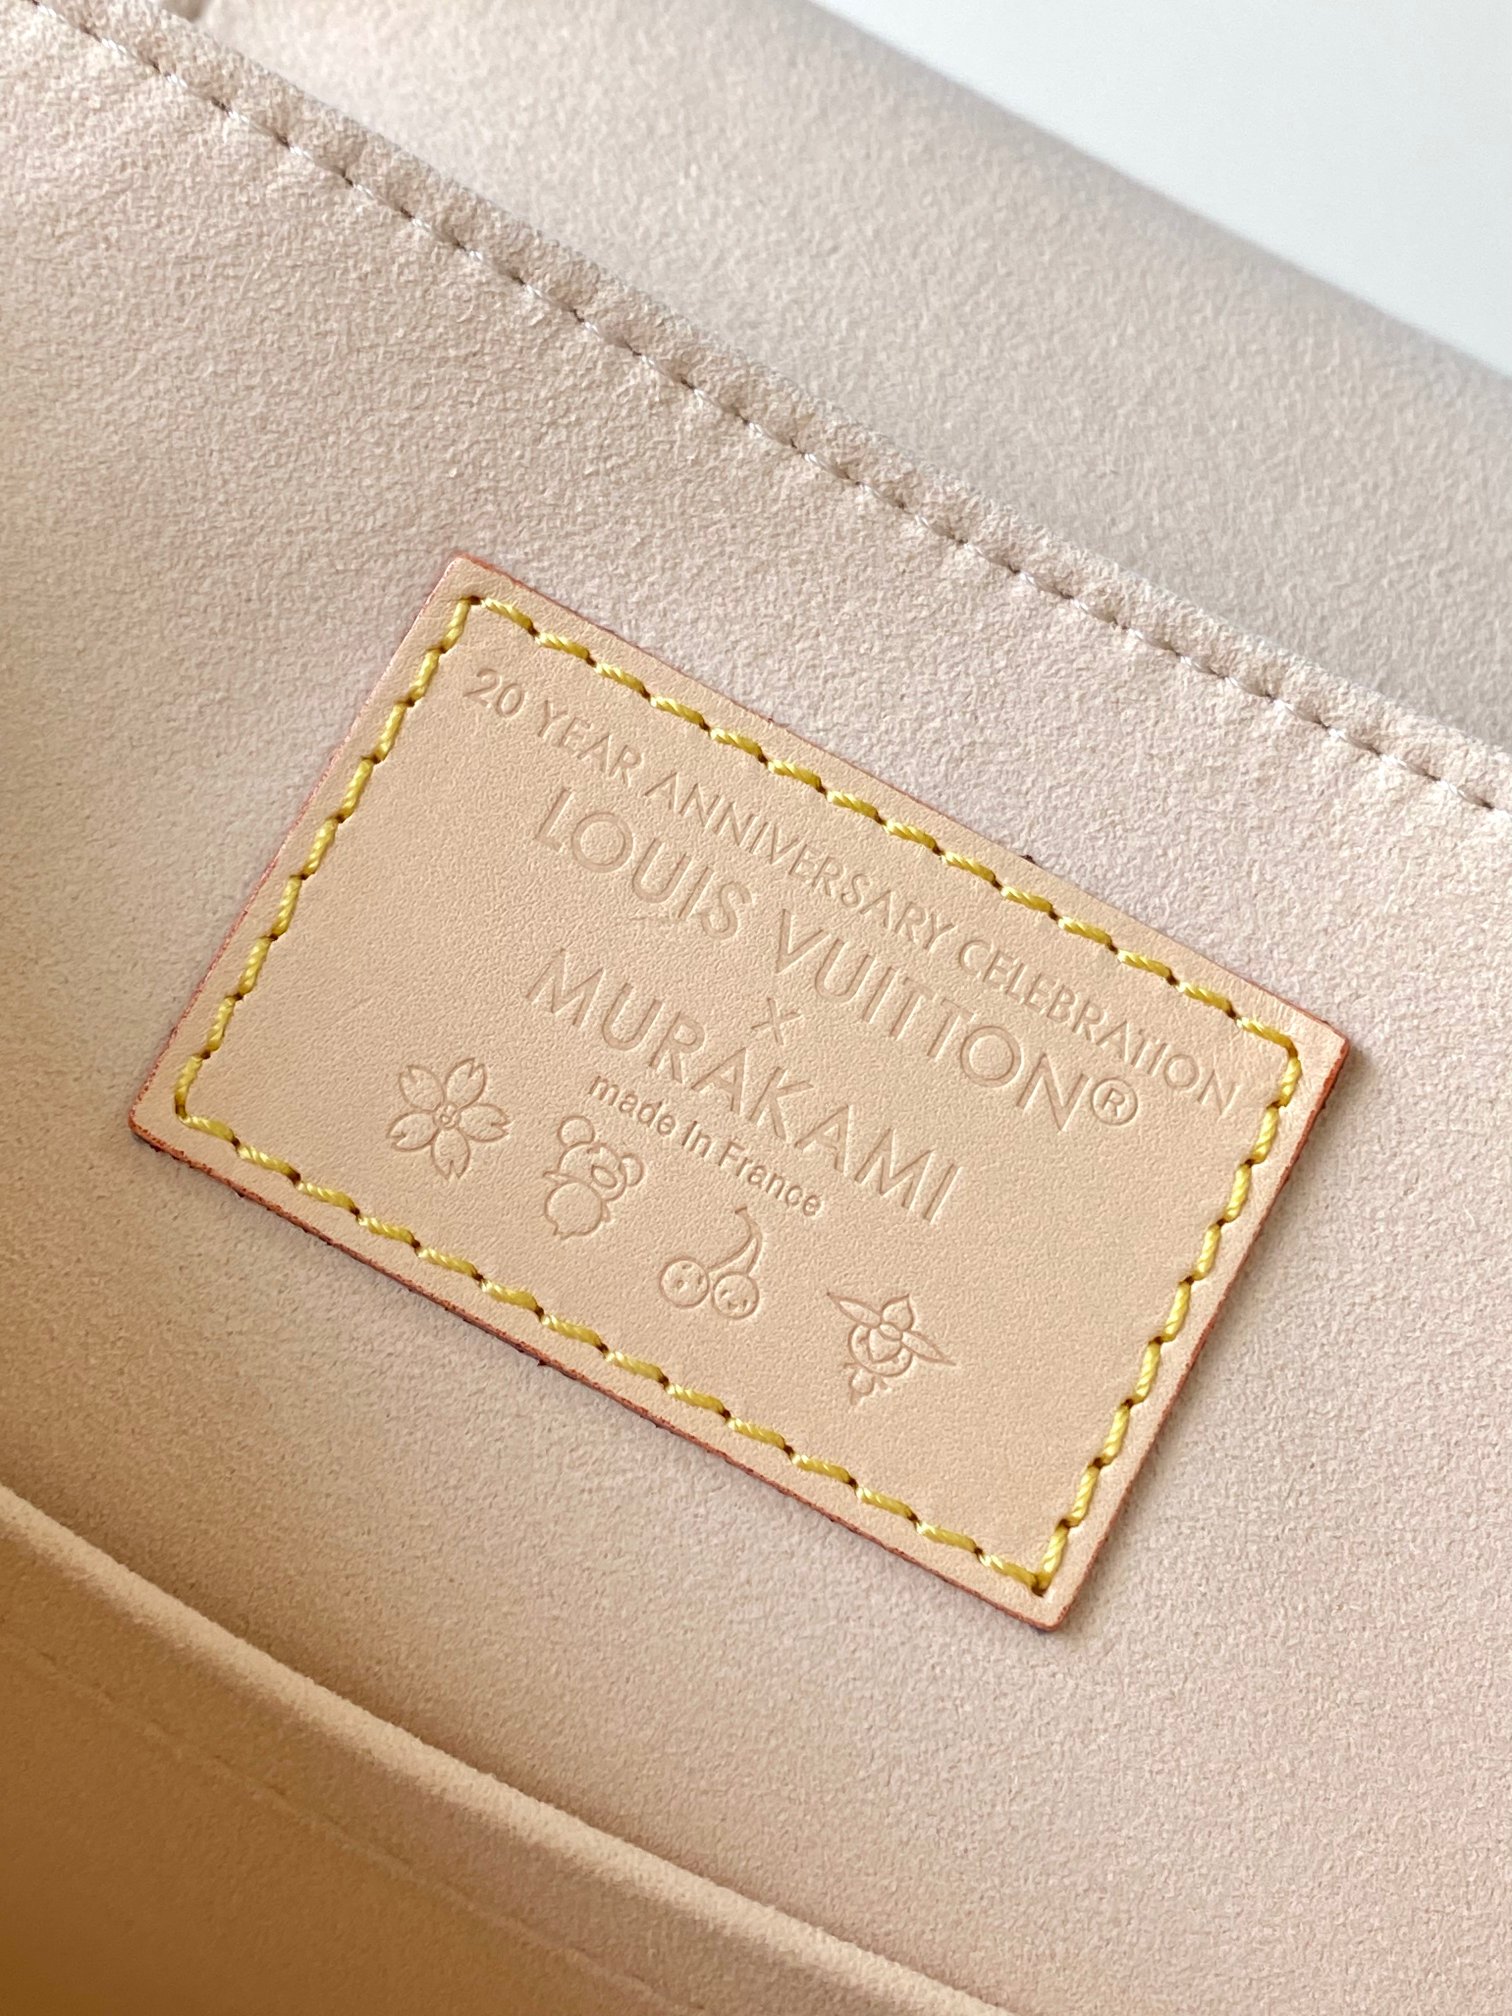 20 YEAR ANNIVERSARY CELEBRATION
LOUIS VUITTON®
×
MURAKAMI
made in France